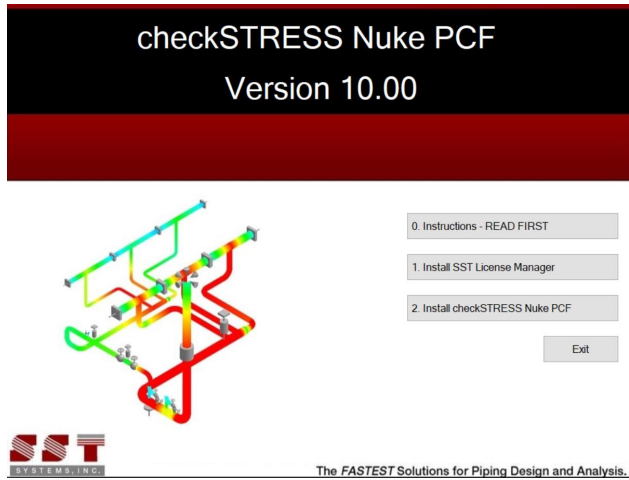 checkSTRESS Nuke PCF
Version 10.00
0. Instructions - READ FIRST
1. Install SST License Manager
2. Install checkSTRESS Nuke PCF
Exit
SST
SYSTEMS, INC.
The FASTEST Solutions for Piping Design and Analysis.